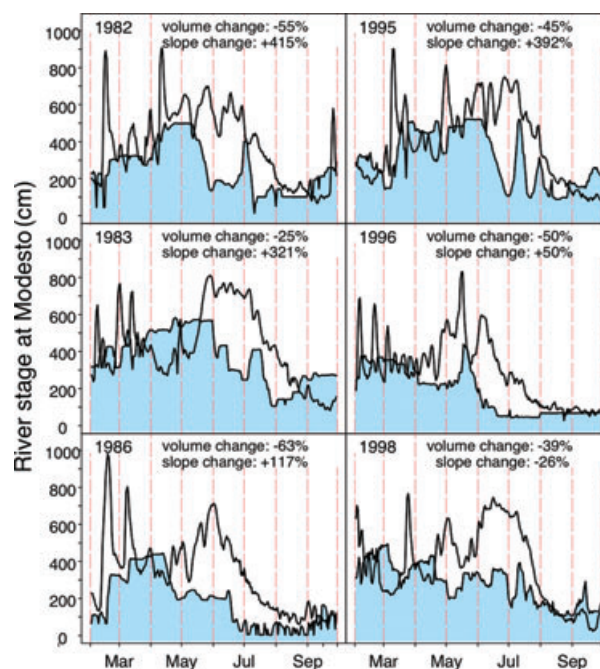 1982 volume change: -55%
slope change: +415%
1995 volume change: -45%
slope change: +392%
1983 volume change: -25%
slope change: +321%
1996 volume change: -50%
slope change: +50%
1986 volume change: -63%
slope change: +117%
1998 volume change: -39%
slope change: -26%
River stage at Modesto (cm)
1000
800
600
400
200
0
1000
800
600
400
200
0
1000
800
600
400
200
0
Mar May Jul Sep
Mar May Jul Sep